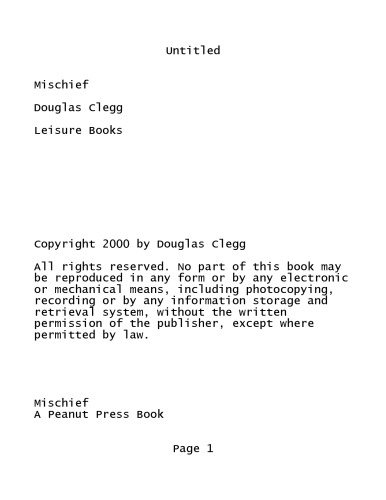 Untitled
Mischief
Douglas Clegg
Leisure Books
Copyright 2000 by Douglas Clegg
All rights reserved. No part of this book may
be reproduced in any form or by any electronic
or mechanical means, including photocopying,
recording or by any information storage and
retrieval system, without the written
permission of the publisher, except where
permitted by law.
Mischief
A Peanut Press Book
Page 1